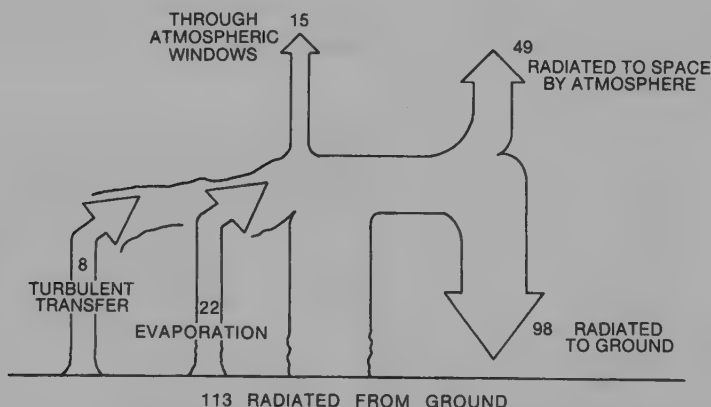 THROUGH
ATMOSPHERIC
WINDOWS
15
49
RADIATED TO SPACE
BY ATMOSPHERE
8
TURBULENT
TRANSFER
22
EVAPORATION
98
RADIATED
TO GROUND
113 RADIATED FROM GROUND